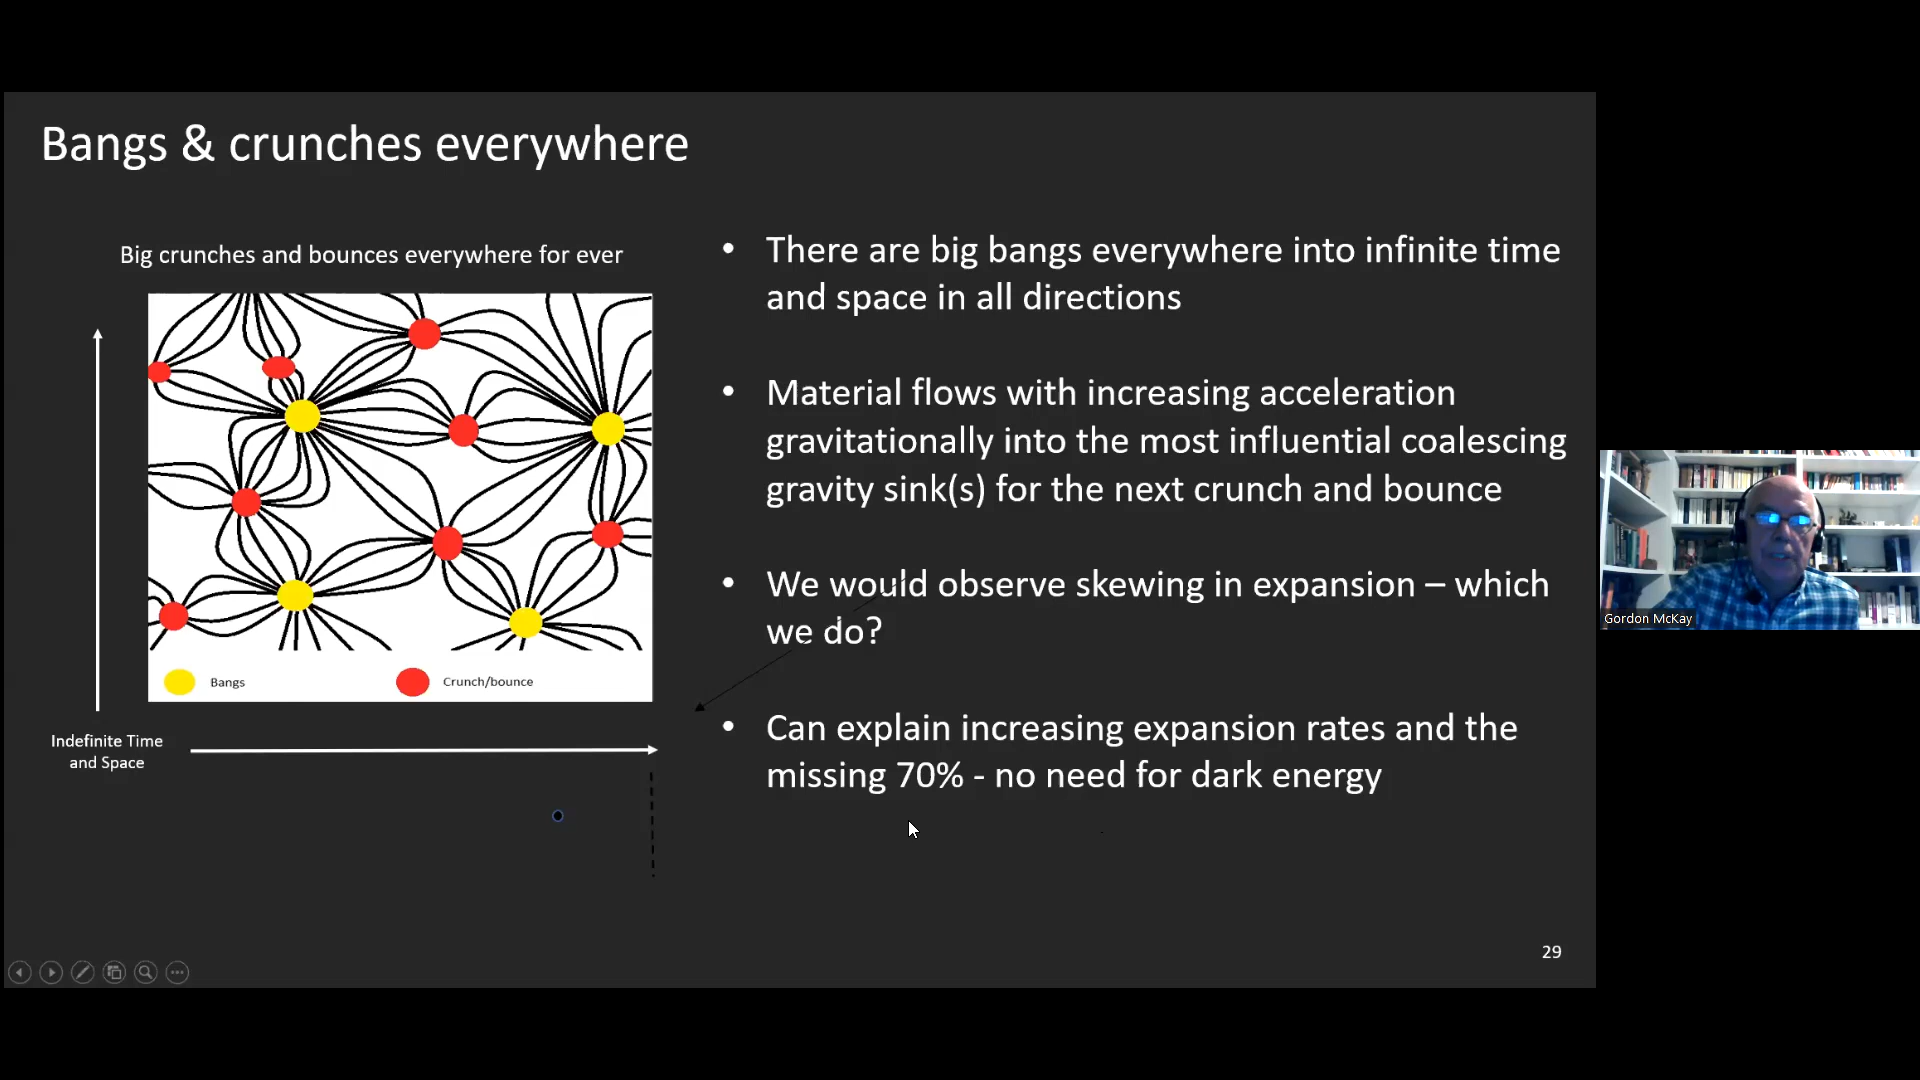 Bangs & crunches everywhere
Big crunches and bounces everywhere for ever
Bangs
Crunch/bounce
Indefinite Time
and Space
• There are big bangs everywhere into infinite time
and space in all directions
• Material flows with increasing acceleration
gravitationally into the most influential coalescing
gravity sink(s) for the next crunch and bounce
• We would observe skewing in expansion – which
we do?
• Can explain increasing expansion rates and the
missing 70% - no need for dark energy
29
Gordon McKay